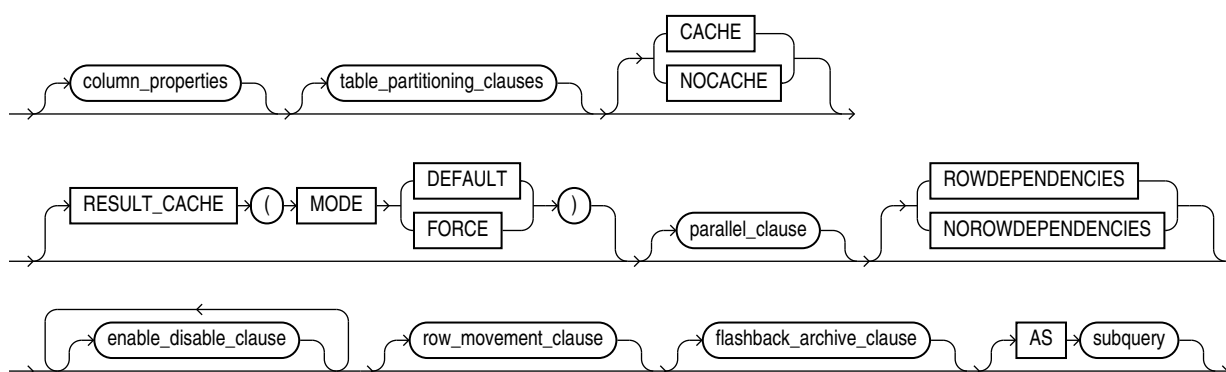 column_properties
table_partitioning_clauses
CACHE
NOCACHE
RESULT_CACHE ( MODE DEFAULT FORCE )
parallel_clause
ROWDEPENDENCIES
NOROWDEPENDENCIES
enable_disable_clause
row_movement_clause
flashback_archive_clause
AS subquery